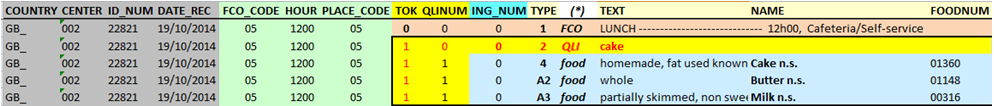 COUNTRY CENTER ID_NUM DATE_REC FCO_CODE HOUR PLACE_CODE TOK QLINUM ING_NUM TYPE (*) TEXT NAME FOODNUM
GB_ 002 22821 19/10/2014 05 1200 05 0 0 1 FCO LUNCH ------------------------------ 12h00, Cafeteria/Self-service
GB_ 002 22821 19/10/2014 05 1200 05 1 0 0 2 QLI cake
GB_ 002 22821 19/10/2014 05 1200 05 1 1 4 food homemade, fat used known Cake n.s. 01360
GB_ 002 22821 19/10/2014 05 1200 05 1 1 A2 food whole Butter n.s. 01148
GB_ 002 22821 19/10/2014 05 1200 05 1 1 A3 food partially skimmed, non swee Milk n.s. 00316